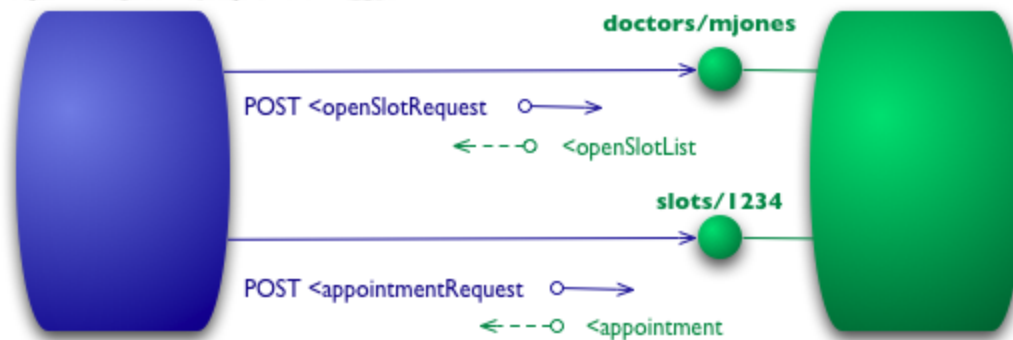 doctors/mjones
POST <openSlotRequest
<openSlotList
slots/1234
POST <appointmentRequest
<appointment